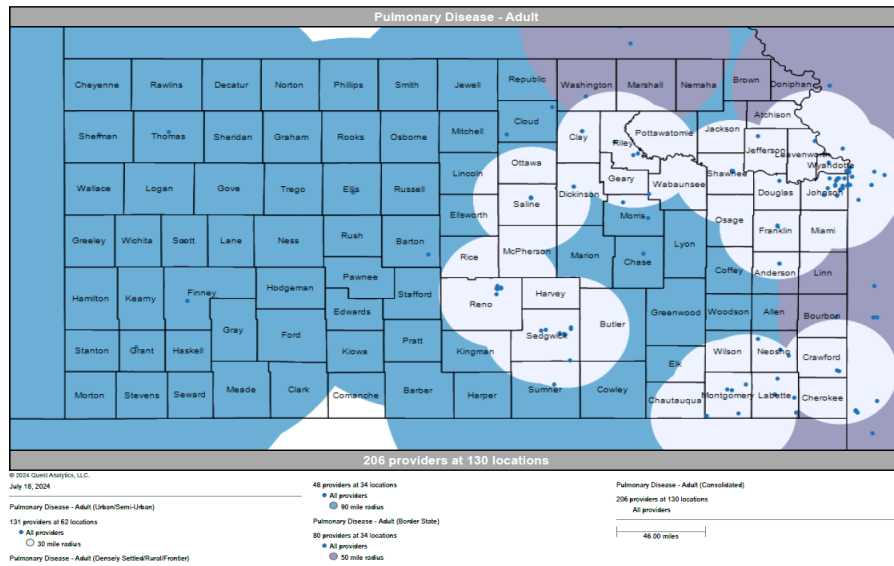 Pulmonary Disease - Adult
Cheyenne Rawlins Decatur Norton Phillips Smith Jewell Republic Washington Marshall Nemaha Brown Doniphan
Sherman Thomas Sheridan Graham Rooks Osborne Mitchell Cloud Clay Riley Pottawatomie Jackson Atchison Jefferson Leavenworth Wyandotte
Wallace Logan Gove Trego Ellis Russell Lincoln Ottawa Saline Dickinson Geary Wabaunsee Shawnee Douglas Johnson
Greeley Wichita Scott Lane Ness Rush Barton Ellsworth Rice McPherson Marion Morris Chase Lyon Osage Franklin Miami
Hamilton Kearny Finney Hodgeman Pawnee Stafford Reno Harvey Coffey Anderson Linn
Stanton Grant Haskell Gray Ford Edwards Kiowa Pratt Kingman Sedgwick Butler Greenwood Woodson Allen Bourbon
Morton Stevens Seward Meade Clark Comanche Barber Harper Sumner Cowley Elk Chautauqua Wilson Neosho Crawford Montgomery Labette Cherokee
206 providers at 130 locations
© 2024 Quest Analytics, LLC.
July 18, 2024
Pulmonary Disease - Adult (Urban/Semi-Urban)
131 providers at 62 locations
All providers
30 mile radius
Pulmonary Disease - Adult (Densely Settled/Rural/Frontier)
48 providers at 34 locations
All providers
90 mile radius
Pulmonary Disease - Adult (Border State)
80 providers at 34 locations
All providers
50 mile radius
Pulmonary Disease - Adult (Consolidated)
206 providers at 130 locations
All providers
46.00 miles